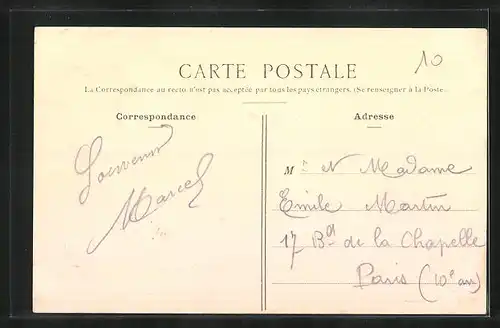 10
CARTE POSTALE
La Correspondance au recto n'est pas acceptée par tous les pays étrangers. (Se renseigner à la Poste.
Correspondance
Adresse
Souvenir
Marcel
Mr et Madame
Emile Martin
17 Bd de la Chapelle
Paris (10e arr)